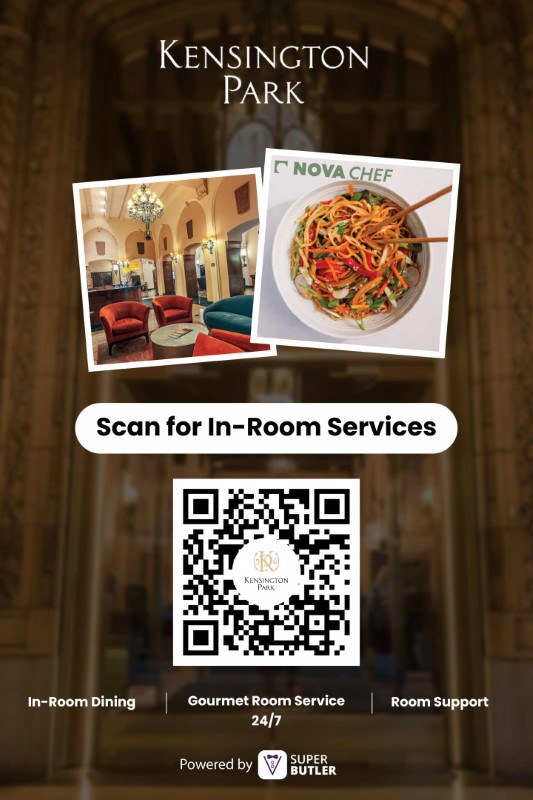 KENSINGTON
PARK
NOVA CHEF
Scan for In-Room Services
KENSINGTON
PARK
In-Room Dining
Gourmet Room Service
24/7
Room Support
Powered by SUPER
BUTLER